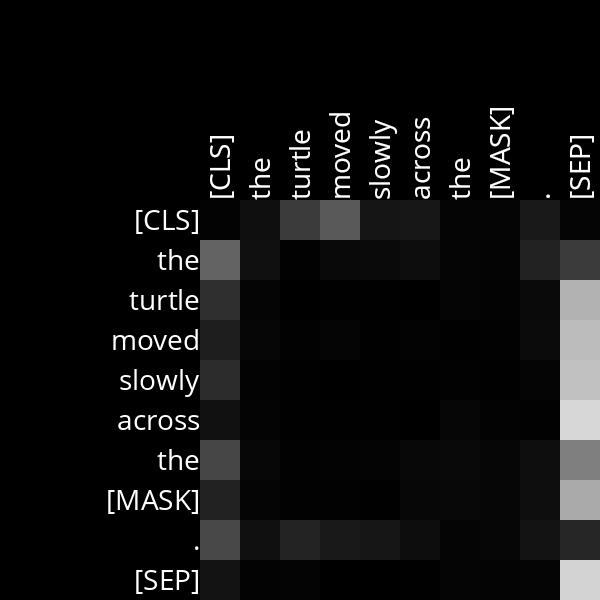 [CLS] the turtle moved slowly across the [MASK] . [SEP]
[CLS]
the
turtle
moved
slowly
across
the
[MASK]
.
[SEP]